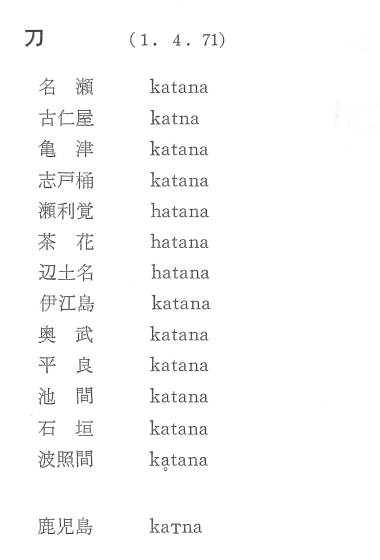 刀 (1. 4. 71)
名瀬 katana
古仁屋 katna
亀津 katana
志戸桶 katana
瀬利覚 hatana
茶花 hatana
辺土名 hatana
伊江島 katana
奥武 katana
平良 katana
池間 katana
石垣 katana
波照間 kḁtana
鹿児島 kaᴛna